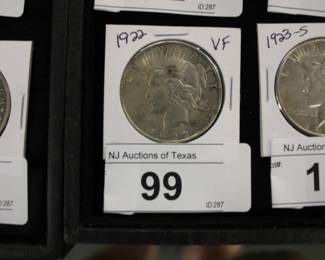 ID:287
1922
VF
NJ Auctions of Texas
99
ID:287
1923-S
NJ Auction
1
ID:287